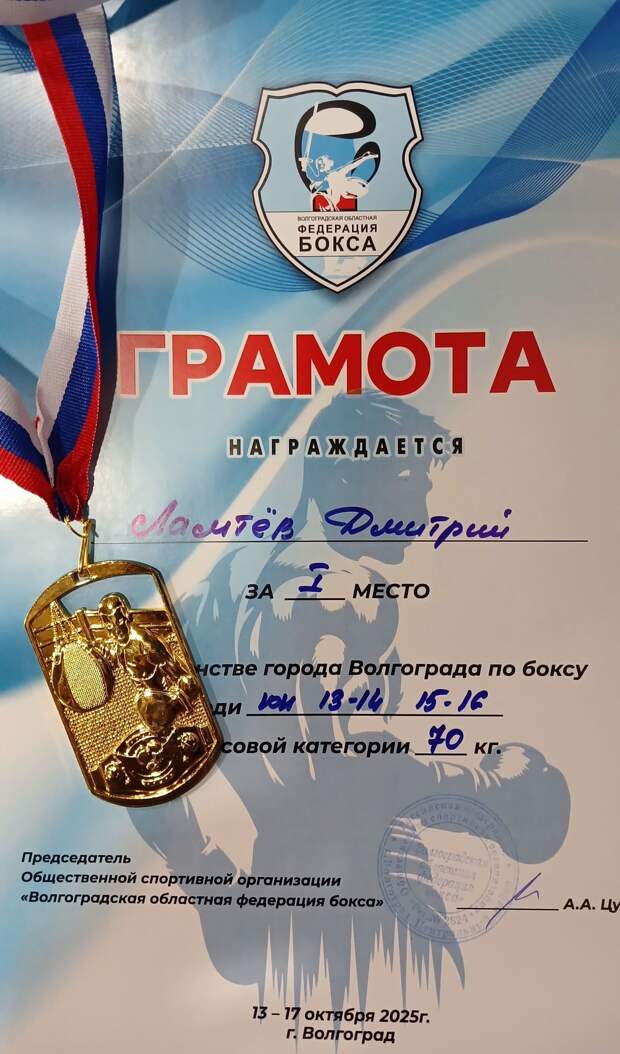 ВОЛГОГРАДСКАЯ ОБЛАСТНАЯ
ФЕДЕРАЦИЯ
БОКСА
ГРАМОТА
НАГРАЖДАЕТСЯ
Ламтёв Дмитрий
ЗА I МЕСТО
нстве города Волгограда по боксу
ди юн 13-14 15-16
совой категории 70 кг.
Председатель
Общественной спортивной организации
«Волгоградская областная федерация бокса»
А.А. Цу
13 – 17 октября 2025г.
г. Волгоград